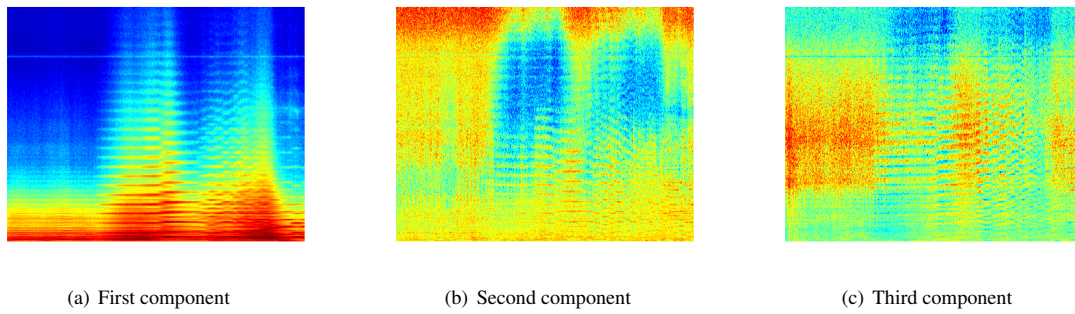 (a) First component
(b) Second component
(c) Third component